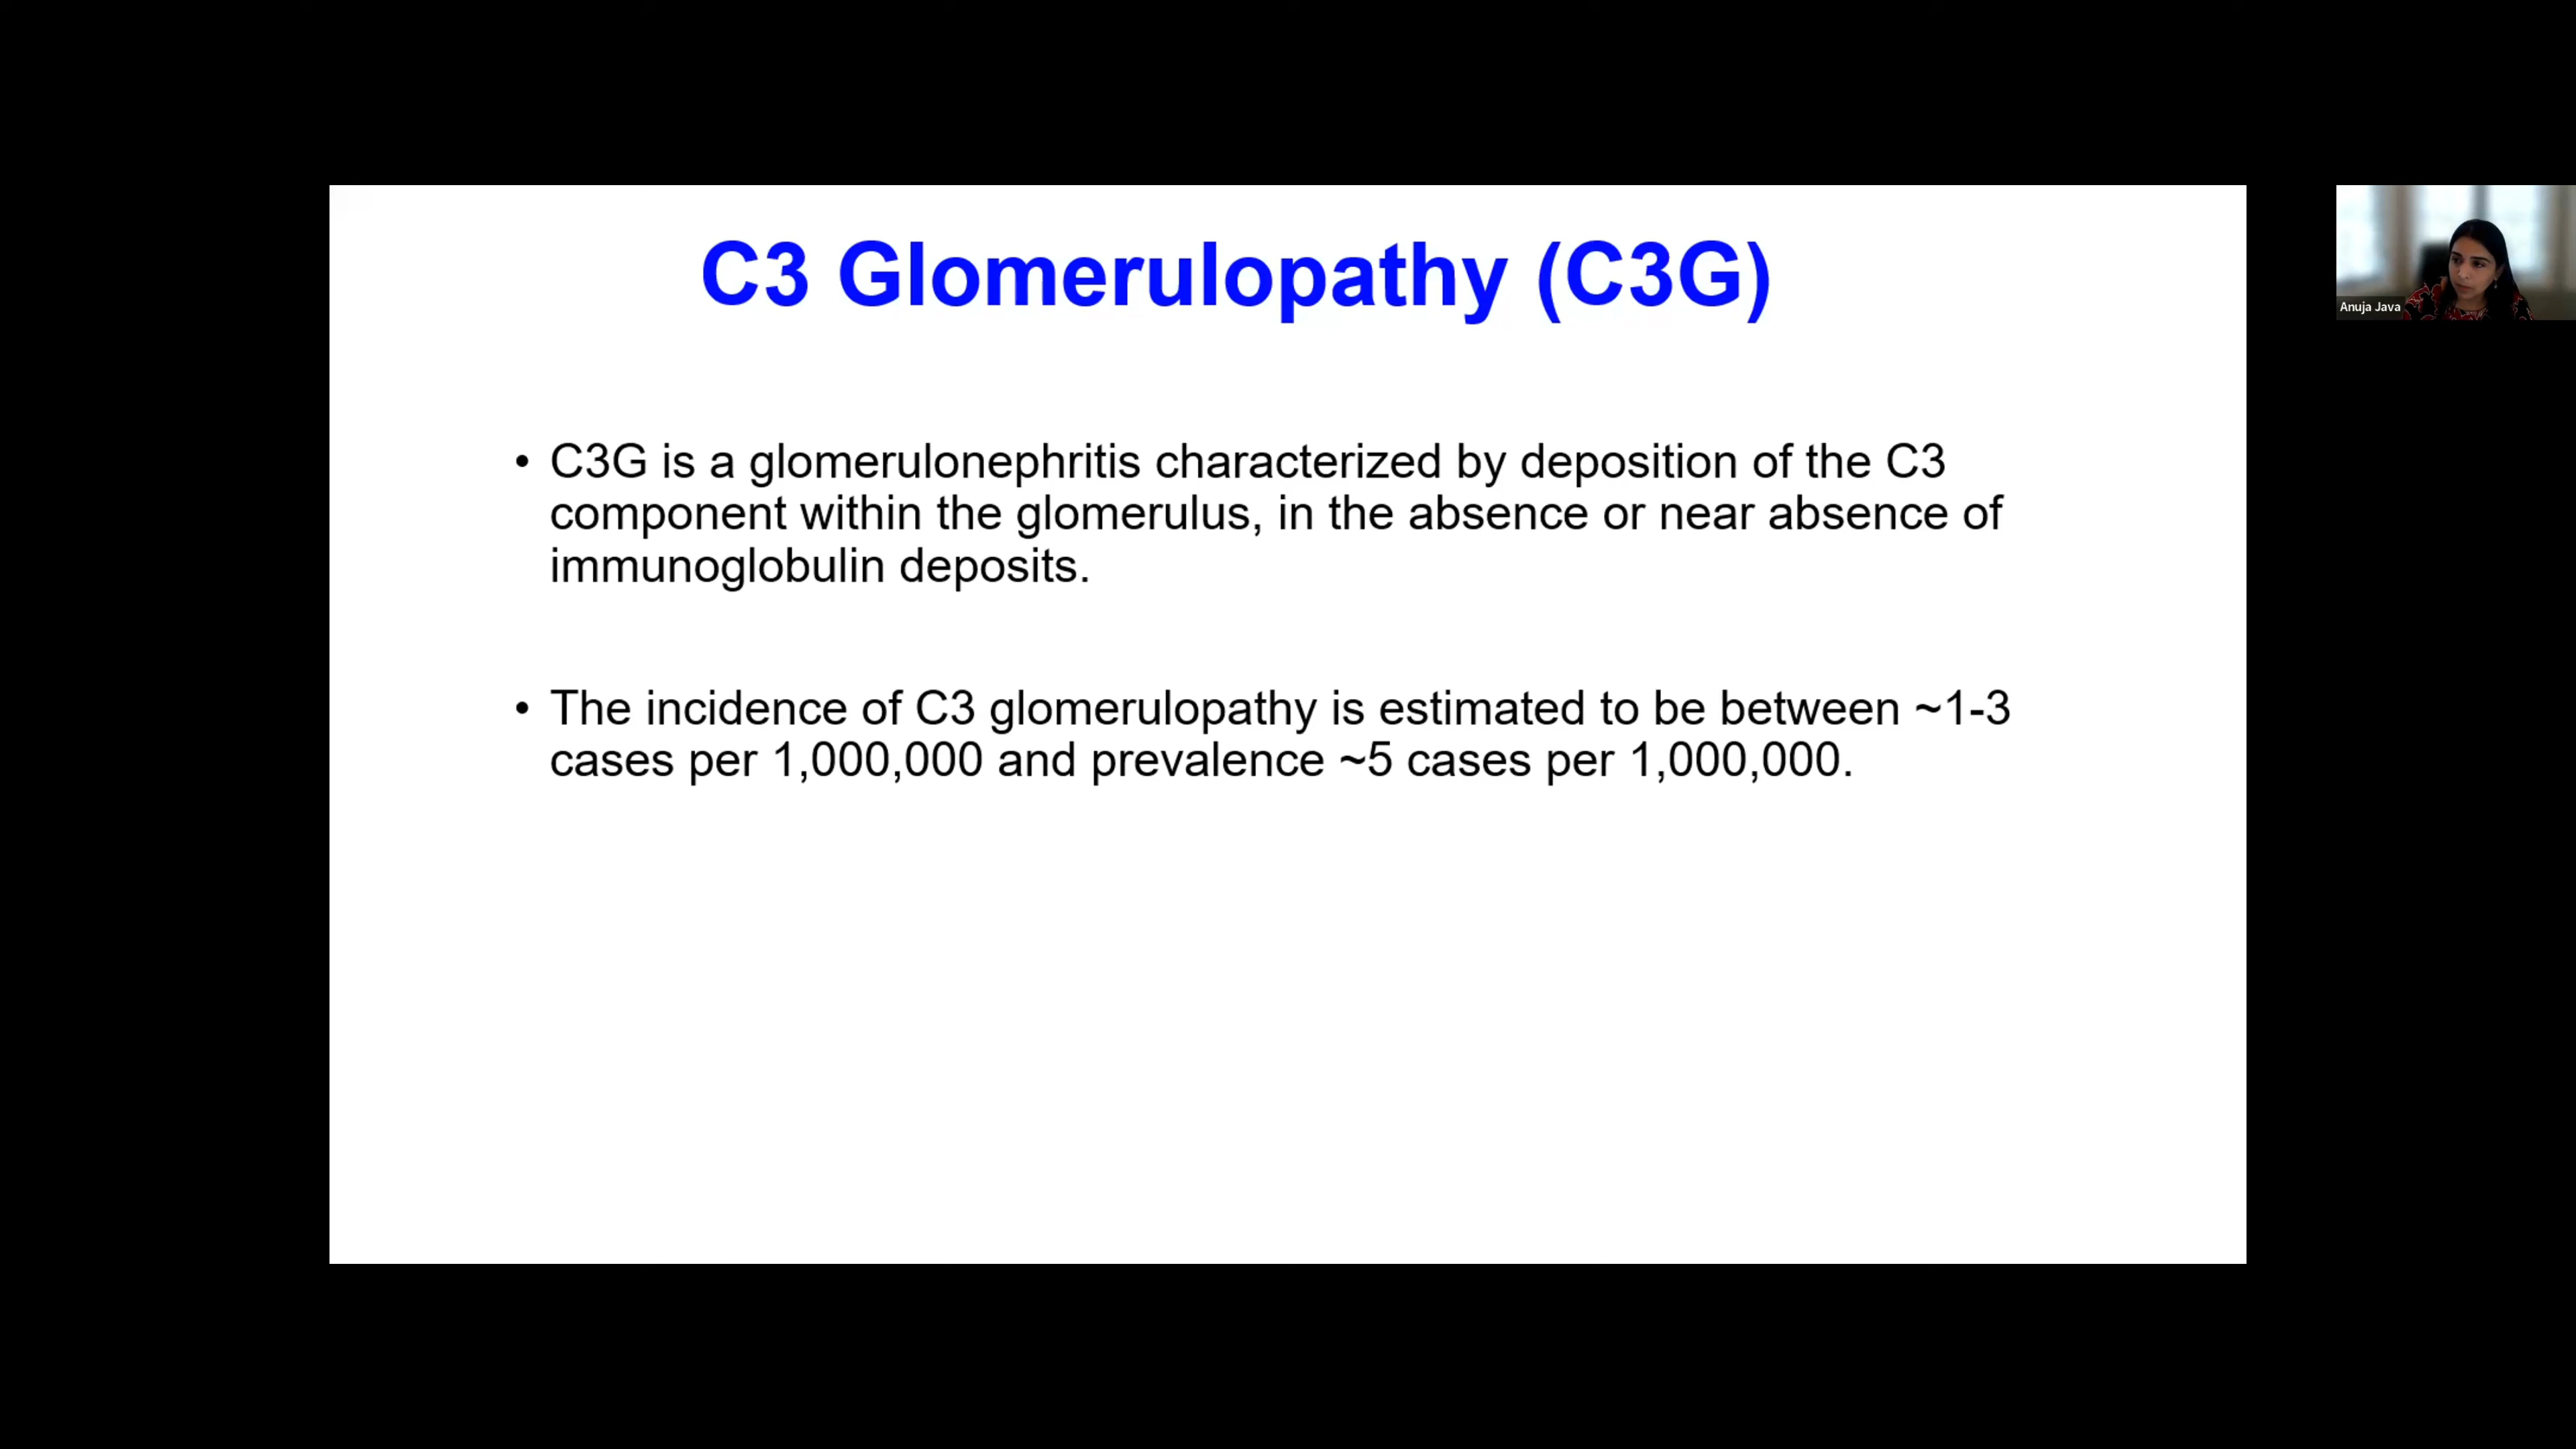 C3 Glomerulopathy (C3G)
Anuja Java
• C3G is a glomerulonephritis characterized by deposition of the C3
component within the glomerulus, in the absence or near absence of
immunoglobulin deposits.
• The incidence of C3 glomerulopathy is estimated to be between ~1-3
cases per 1,000,000 and prevalence ~5 cases per 1,000,000.